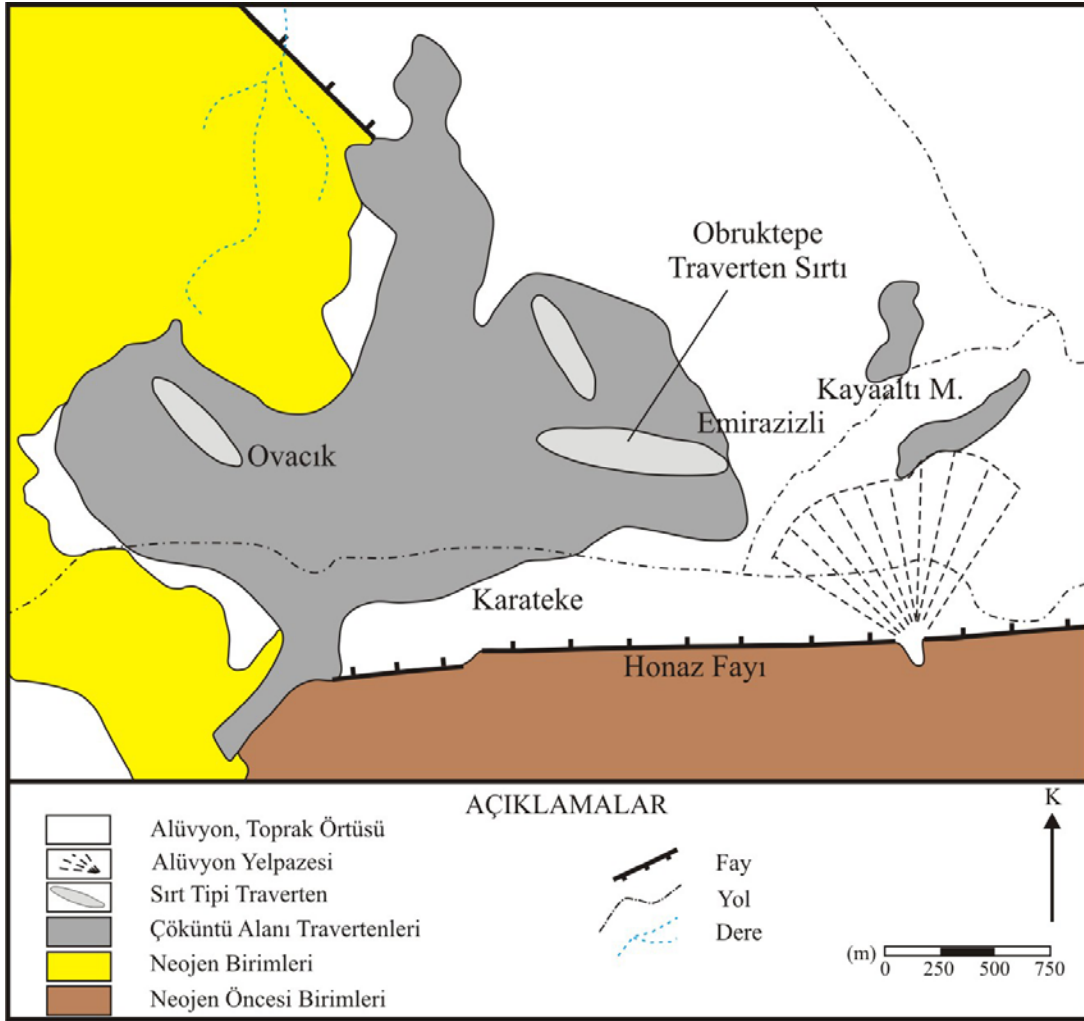 Obruktepe
Traverten Sırtı
Kayaaltı M.
Emirazizli
Ovacık
Karateke
Honaz Fayı
AÇIKLAMALAR
Alüvyon, Toprak Örtüsü
Alüvyon Yelpazesi
Sırt Tipi Traverten
Çöküntü Alanı Travertenleri
Neojen Birimleri
Neojen Öncesi Birimleri
Fay
Yol
Dere
K
(m)
0 250 500 750